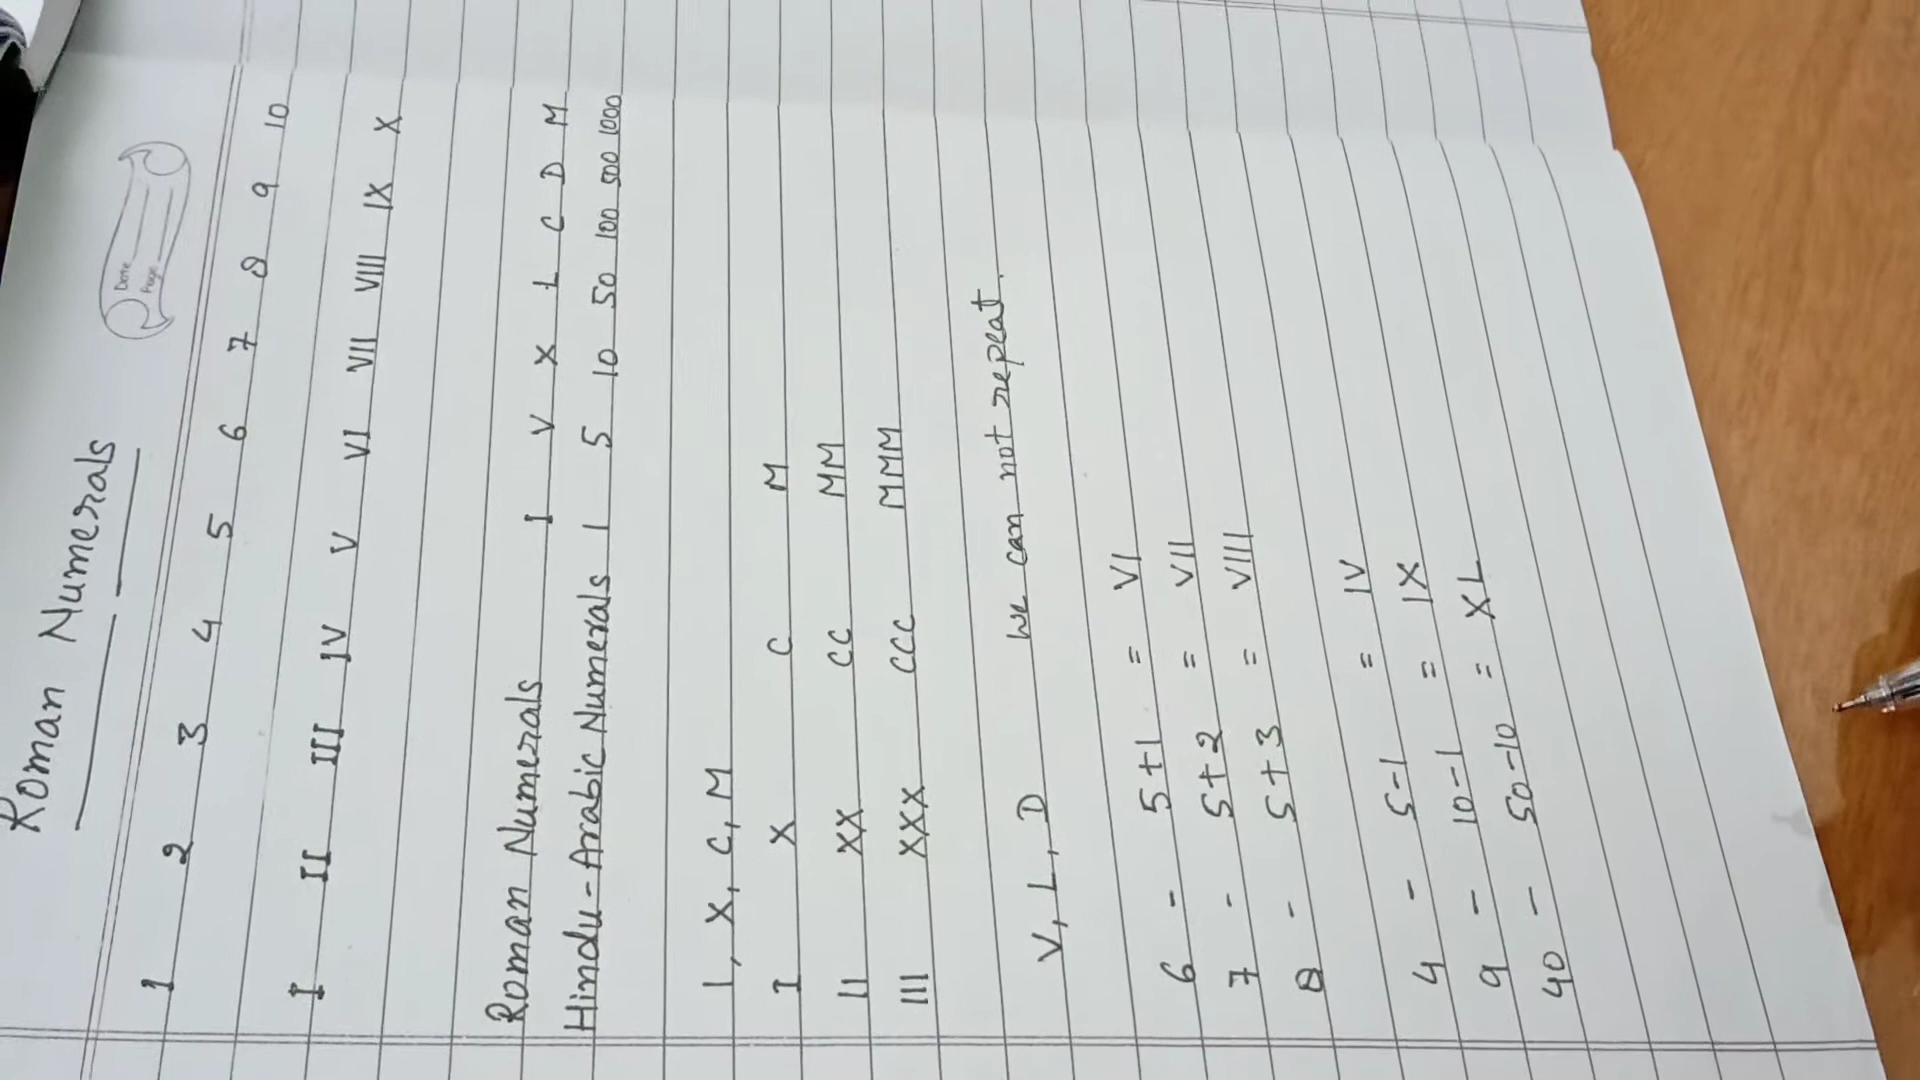 Roman Numerals
Date
Page
1 2 3 4 5 6 7 8 9 10
I II III IV V VI VII VIII IX X
Roman Numerals I V X L C D M
Hindu-Arabic Numerals 1 5 10 50 100 500 1000
I, X, C, M
I X C M
II XX CC MM
III XXX CCC MMM
V, L, D We can not repeat.
6 - 5+1 = VI
7 - 5+2 = VII
8 - 5+3 = VIII
4 - 5-1 = IV
9 - 10-1 = IX
40 - 50-10 = XL